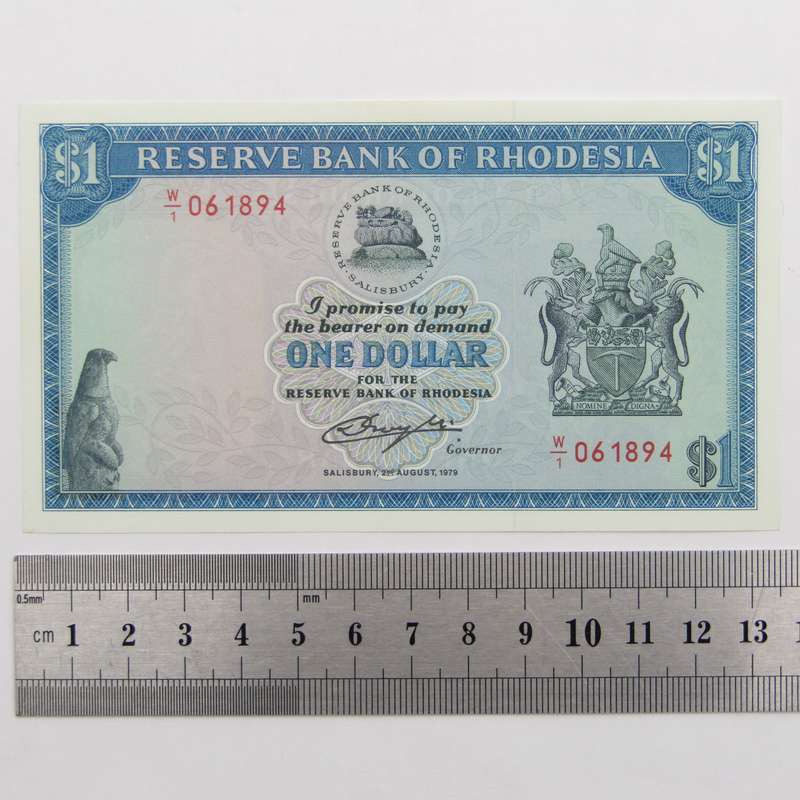 $1 RESERVE BANK OF RHODESIA $1
W/1 061894
RESERVE BANK OF RHODESIA
· SALISBURY ·
I promise to pay
the bearer on demand
ONE DOLLAR
FOR THE
RESERVE BANK OF RHODESIA
Governor
SALISBURY, 2ND AUGUST, 1979
NOMINE DIGNA
W/1 061894
$1
0.5mm mm
cm 1 2 3 4 5 6 7 8 9 10 11 12 13